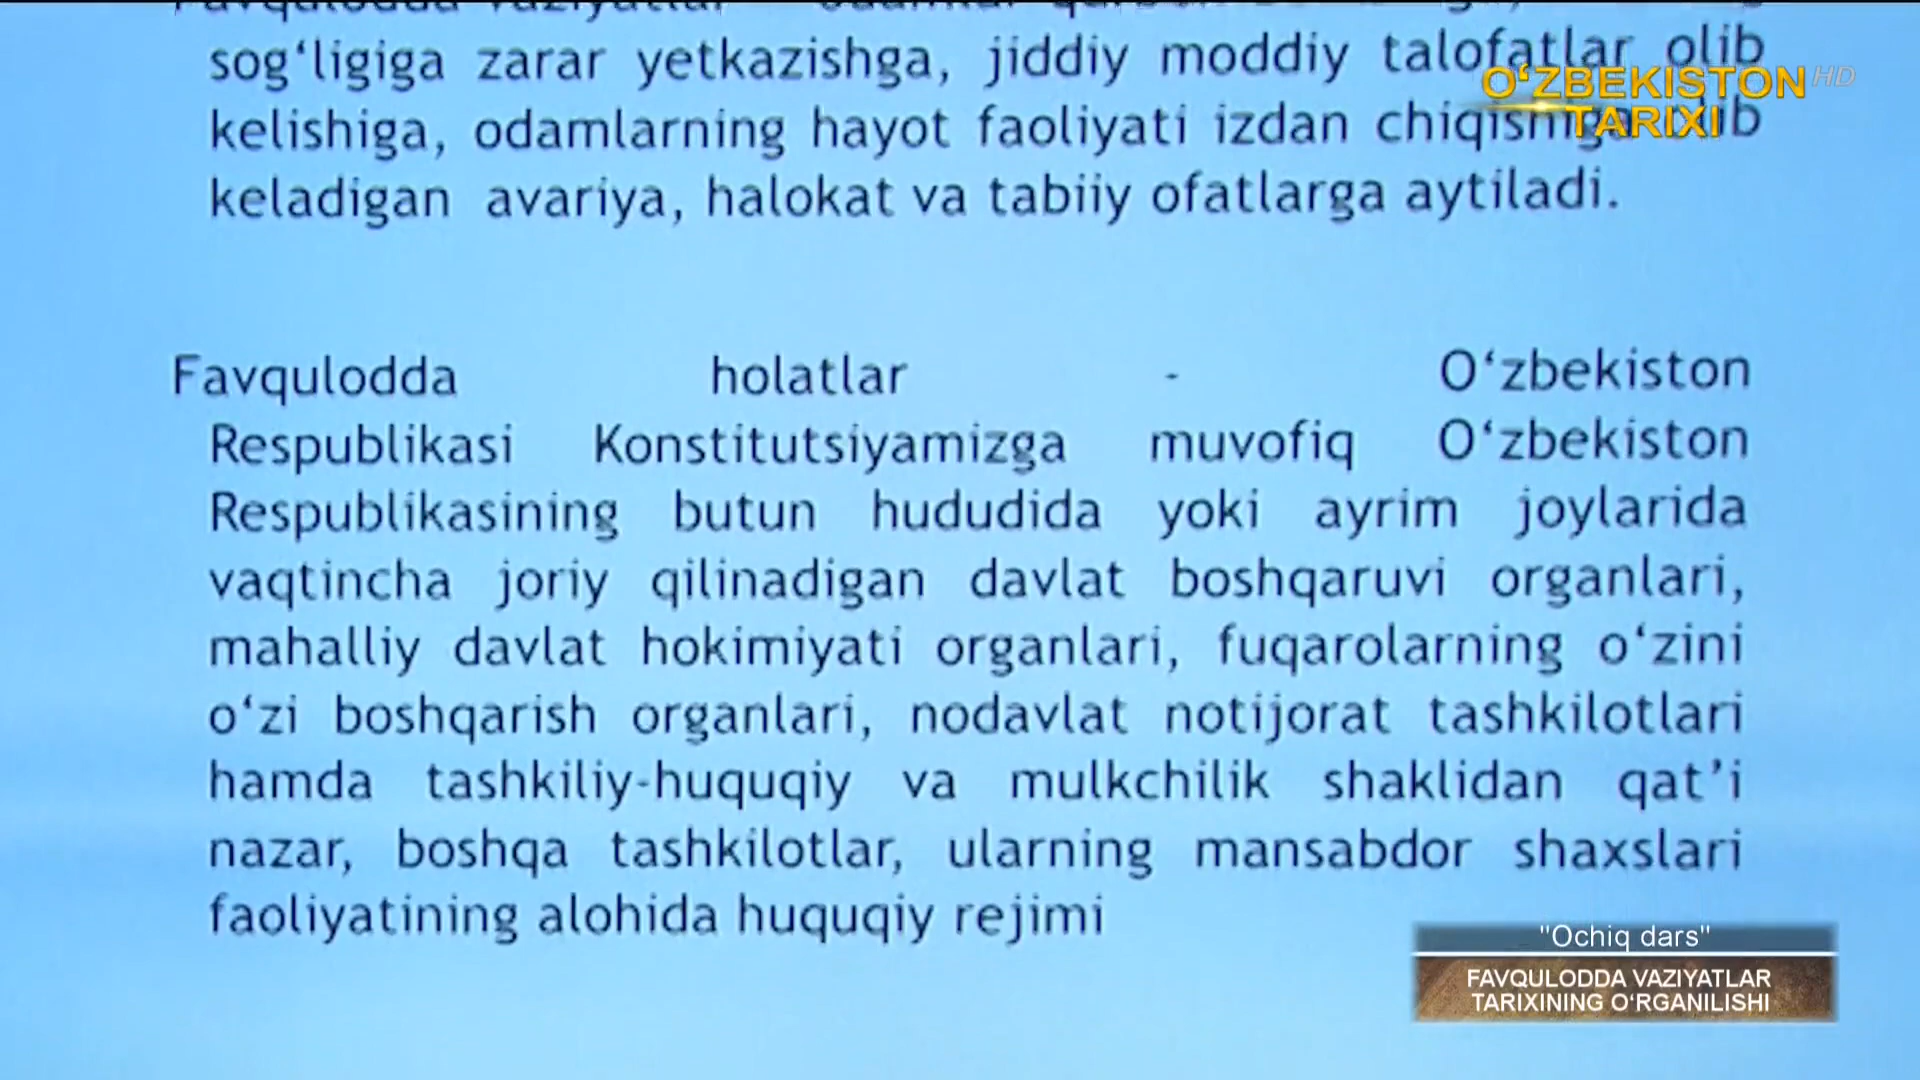 Favqulodda vaziyatlar
sog‘ligiga zarar yetkazishga, jiddiy moddiy talofatlar olib
kelishiga, odamlarning hayot faoliyati izdan chiqishiga olib
keladigan avariya, halokat va tabiiy ofatlarga aytiladi.
O‘ZBEKISTON HD
TARIXI
Favqulodda holatlar - O‘zbekiston
Respublikasi Konstitutsiyamizga muvofiq O‘zbekiston
Respublikasining butun hududida yoki ayrim joylarida
vaqtincha joriy qilinadigan davlat boshqaruvi organlari,
mahalliy davlat hokimiyati organlari, fuqarolarning o‘zini
o‘zi boshqarish organlari, nodavlat notijorat tashkilotlari
hamda tashkiliy-huquqiy va mulkchilik shaklidan qat’i
nazar, boshqa tashkilotlar, ularning mansabdor shaxslari
faoliyatining alohida huquqiy rejimi
"Ochiq dars"
FAVQULODDA VAZIYATLAR
TARIXINING O‘RGANILISHI